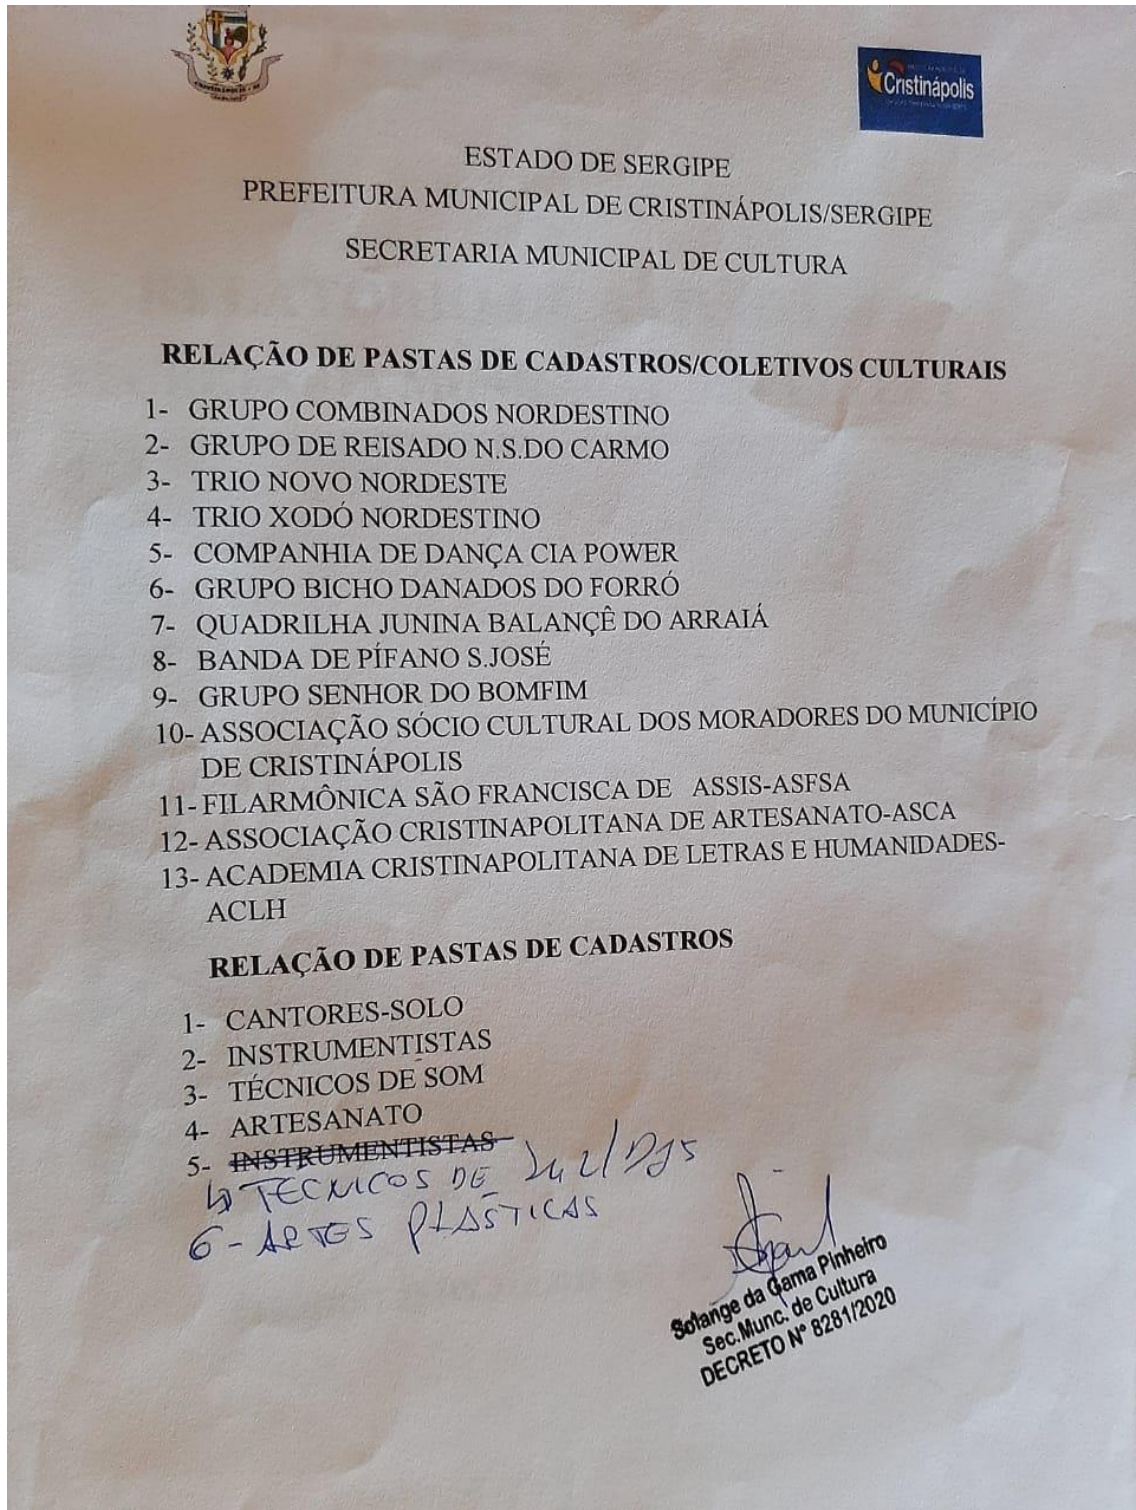 Cristinápolis
ESTADO DE SERGIPE
PREFEITURA MUNICIPAL DE CRISTINÁPOLIS/SERGIPE
SECRETARIA MUNICIPAL DE CULTURA
RELAÇÃO DE PASTAS DE CADASTROS/COLETIVOS CULTURAIS
1- GRUPO COMBINADOS NORDESTINO
2- GRUPO DE REISADO N.S.DO CARMO
3- TRIO NOVO NORDESTE
4- TRIO XODÓ NORDESTINO
5- COMPANHIA DE DANÇA CIA POWER
6- GRUPO BICHO DANADOS DO FORRÓ
7- QUADRILHA JUNINA BALANÇÊ DO ARRAIÁ
8- BANDA DE PÍFANO S.JOSÉ
9- GRUPO SENHOR DO BOMFIM
10- ASSOCIAÇÃO SÓCIO CULTURAL DOS MORADORES DO MUNICÍPIO
DE CRISTINÁPOLIS
11- FILARMÔNICA SÃO FRANCISCA DE ASSIS-ASFSA
12- ASSOCIAÇÃO CRISTINAPOLITANA DE ARTESANATO-ASCA
13- ACADEMIA CRISTINAPOLITANA DE LETRAS E HUMANIDADES-
ACLH
RELAÇÃO DE PASTAS DE CADASTROS
1- CANTORES-SOLO
2- INSTRUMENTISTAS
3- TÉCNICOS DE SOM
4- ARTESANATO
5- INSTRUMENTISTAS
↳ TECNICOS DE LUZ/DJS
6- ARTES PLÁSTICAS
Solange da Gama Pinheiro
Sec.Munc. de Cultura
DECRETO N° 8281/2020